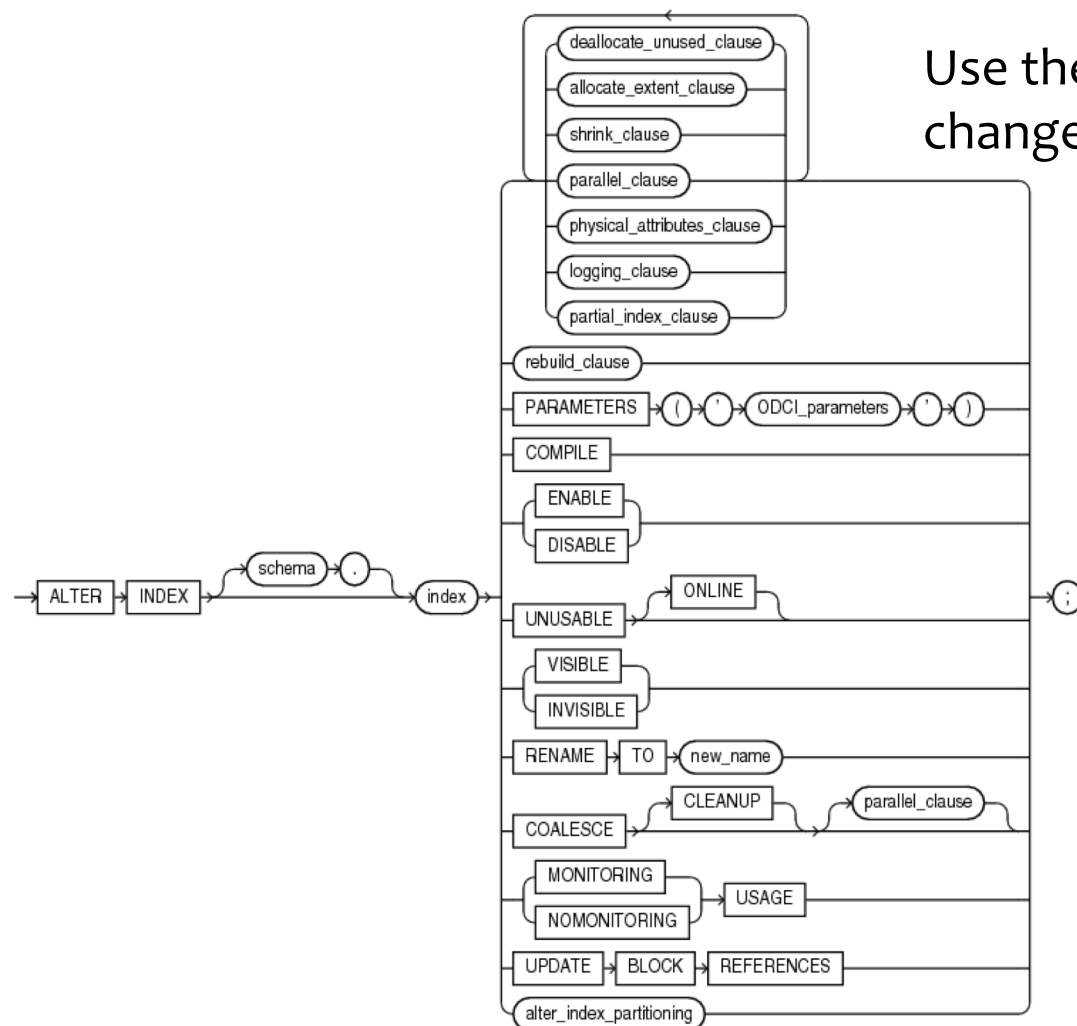 Use the
change
deallocate_unused_clause
allocate_extent_clause
shrink_clause
parallel_clause
physical_attributes_clause
logging_clause
partial_index_clause
rebuild_clause
PARAMETERS ( ' ODCI_parameters ' )
COMPILE
ENABLE
DISABLE
ALTER INDEX schema . index ;
ONLINE
UNUSABLE
VISIBLE
INVISIBLE
RENAME TO new_name
CLEANUP parallel_clause
COALESCE
MONITORING
NOMONITORING USAGE
UPDATE BLOCK REFERENCES
alter_index_partitioning